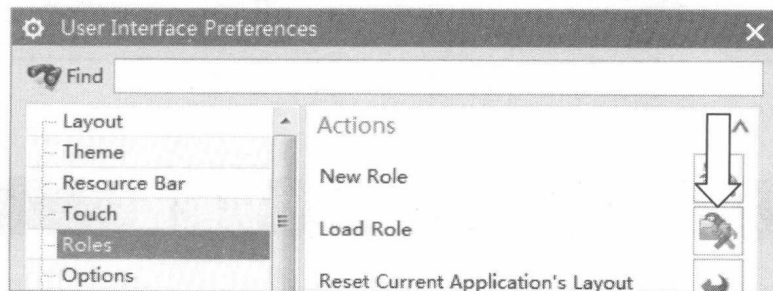 User Interface Preferences
Find
Layout
Theme
Resource Bar
Touch
Roles
Options
Actions
New Role
Load Role
Reset Current Application's Layout